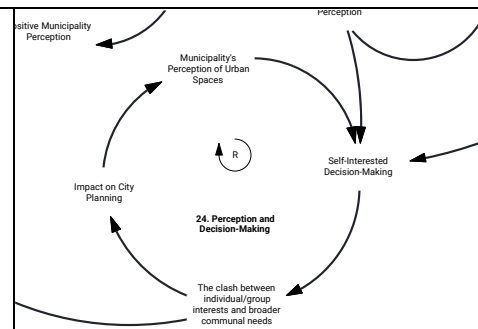 Perception
ositive Municipality
Perception
Municipality's
Perception of Urban
Spaces
R
Self-Interested
Decision-Making
Impact on City
Planning
24. Perception and
Decision-Making
The clash between
individual/group
interests and broader
communal needs